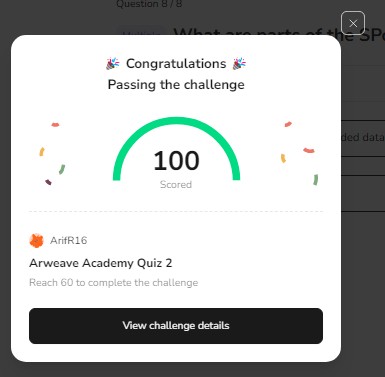 Question 8 / 8
What are parts of the SPo
🎉 Congratulations 🎉
Passing the challenge
100
Scored
ded data
ArifR16
Arweave Academy Quiz 2
Reach 60 to complete the challenge
View challenge details